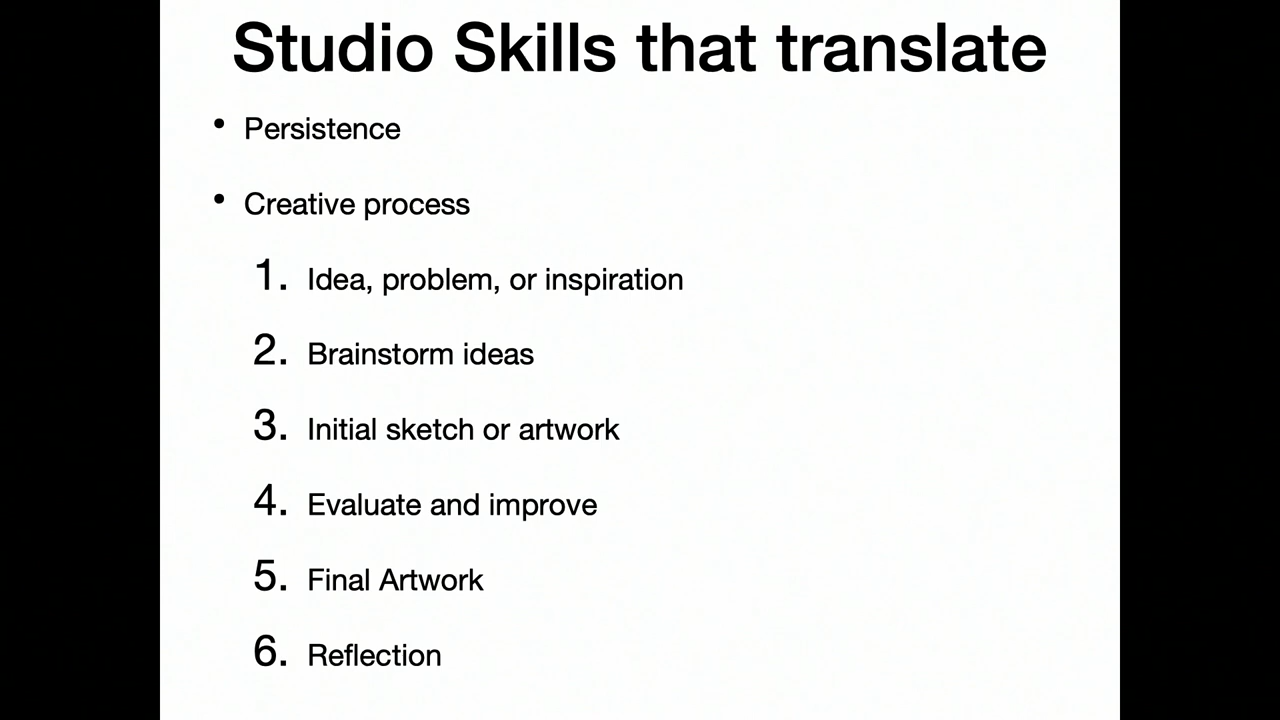 Studio Skills that translate
• Persistence
• Creative process
1. Idea, problem, or inspiration
2. Brainstorm ideas
3. Initial sketch or artwork
4. Evaluate and improve
5. Final Artwork
6. Reflection